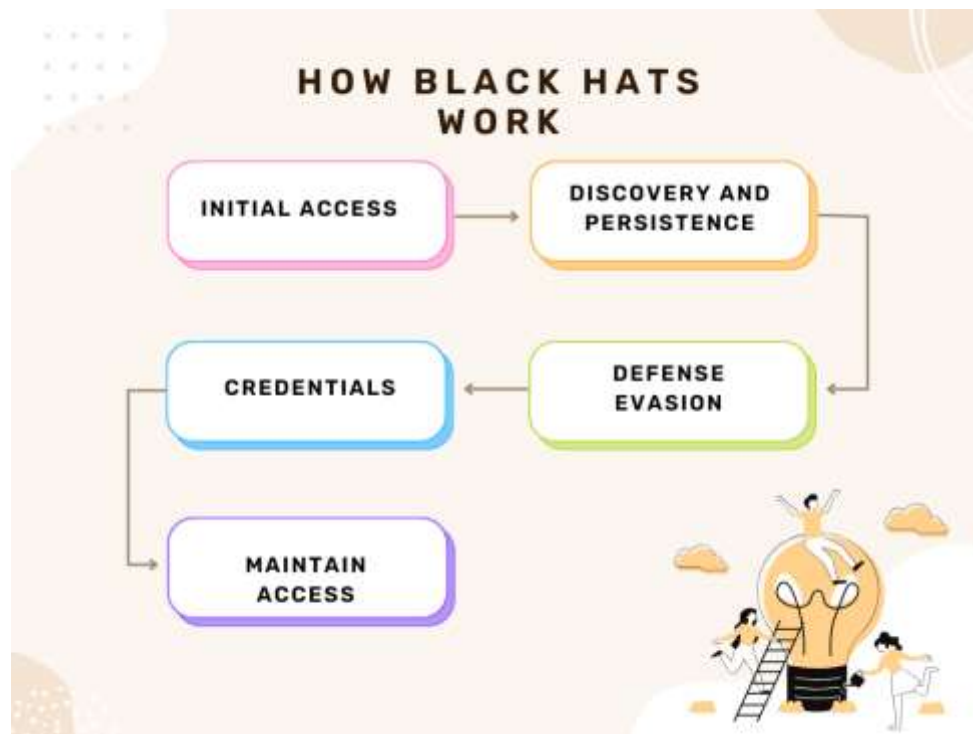 HOW BLACK HATS
WORK
INITIAL ACCESS
DISCOVERY AND
PERSISTENCE
DEFENSE
EVASION
CREDENTIALS
MAINTAIN
ACCESS